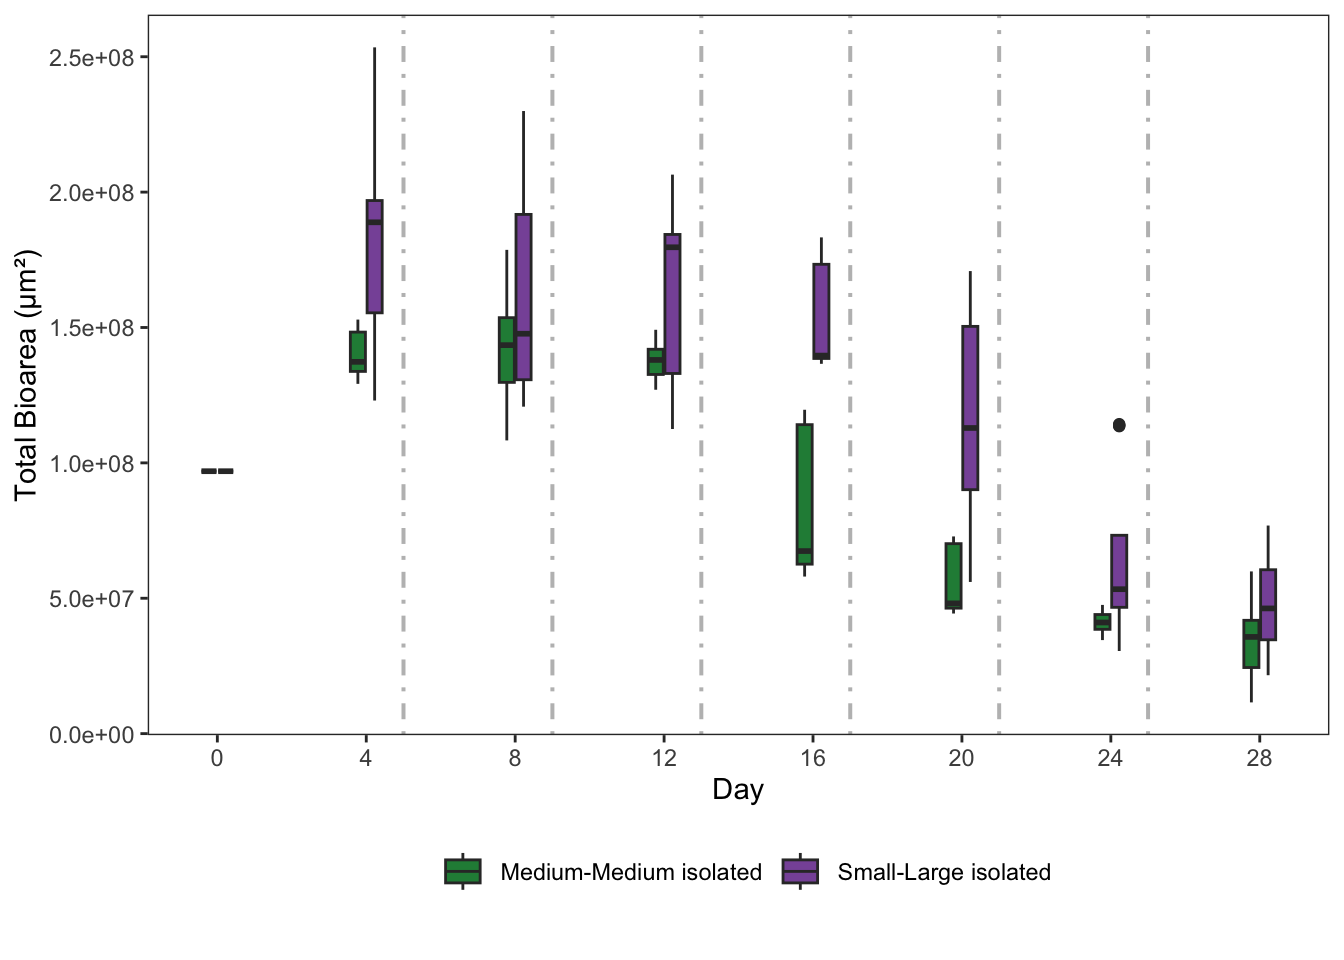 2.5e+08
2.0e+08
1.5e+08
1.0e+08
5.0e+07
0.0e+00
Total Bioarea (µm²)
0 4 8 12 16 20 24 28
Day
Medium-Medium isolated Small-Large isolated